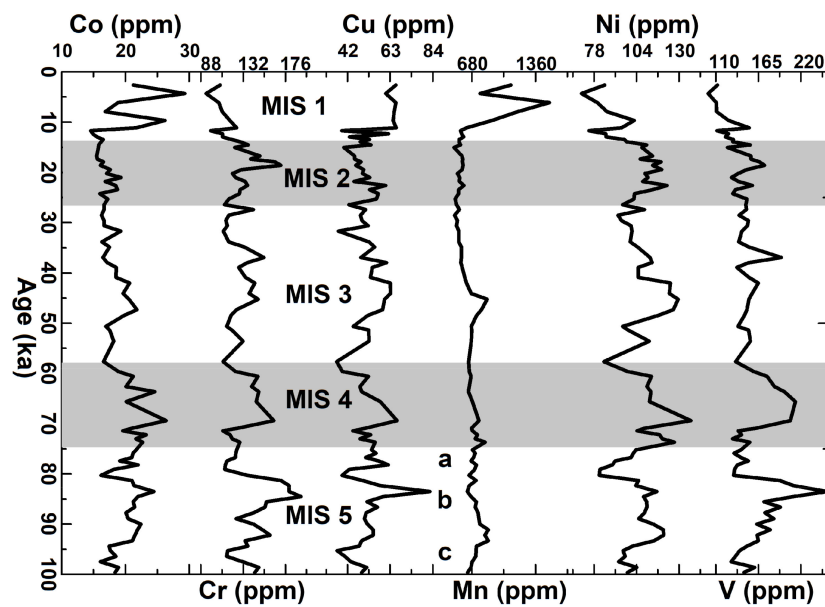 Co (ppm) Cu (ppm) Ni (ppm)
10 20 30 88 132 176 42 63 84 680 1360 78 104 130 110 165 220
0
10
20
30
40
50
60
70
80
90
100
Age (ka)
MIS 1
MIS 2
MIS 3
MIS 4
a
b
MIS 5
c
Cr (ppm) Mn (ppm) V (ppm)